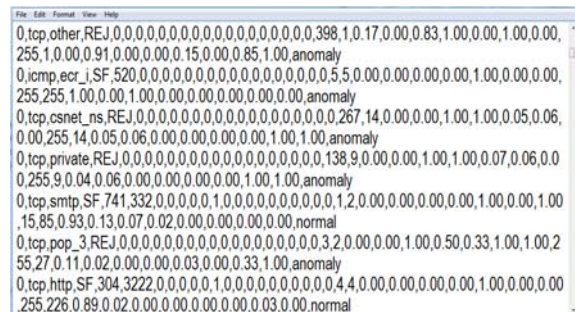 File Edit Format View Help
0,tcp,other,REJ,0,0,0,0,0,0,0,0,0,0,0,0,0,0,0,0,0,0,398,1,0.17,0.00,0.83,1.00,0.00,1.00,0.00,
255,1,0.00,0.91,0.00,0.00,0.15,0.00,0.85,1.00,anomaly
0,icmp,ecr_i,SF,520,0,0,0,0,0,0,0,0,0,0,0,0,0,0,0,0,0,5,5,0.00,0.00,0.00,0.00,1.00,0.00,0.00,
255,255,1.00,0.00,1.00,0.00,0.00,0.00,0.00,0.00,anomaly
0,tcp,csnet_ns,REJ,0,0,0,0,0,0,0,0,0,0,0,0,0,0,0,0,0,0,267,14,0.00,0.00,1.00,1.00,0.05,0.06,
0.00,255,14,0.05,0.06,0.00,0.00,0.00,0.00,1.00,1.00,anomaly
0,tcp,private,REJ,0,0,0,0,0,0,0,0,0,0,0,0,0,0,0,0,0,0,138,9,0.00,0.00,1.00,1.00,0.07,0.06,0.0
0,255,9,0.04,0.06,0.00,0.00,0.00,0.00,1.00,1.00,anomaly
0,tcp,smtp,SF,741,332,0,0,0,0,0,1,0,0,0,0,0,0,0,0,0,0,1,2,0.00,0.00,0.00,0.00,1.00,0.00,1.00
,15,85,0.93,0.13,0.07,0.02,0.00,0.00,0.00,0.00,normal
0,tcp,pop_3,REJ,0,0,0,0,0,0,0,0,0,0,0,0,0,0,0,0,0,0,3,2,0.00,0.00,1.00,0.50,0.33,1.00,1.00,2
55,27,0.11,0.02,0.00,0.00,0.03,0.00,0.33,1.00,anomaly
0,tcp,http,SF,304,3222,0,0,0,0,0,1,0,0,0,0,0,0,0,0,0,0,4,4,0.00,0.00,0.00,0.00,1.00,0.00,0.00
,255,226,0.89,0.02,0.00,0.00,0.00,0.00,0.03,0.00,normal